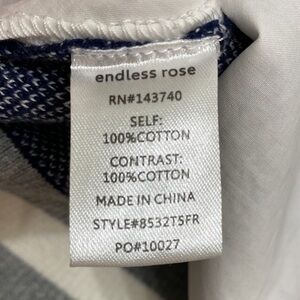 endless rose
RN#143740
SELF:
100%COTTON
CONTRAST:
100%COTTON
MADE IN CHINA
STYLE#8532T5FR
PO#10027